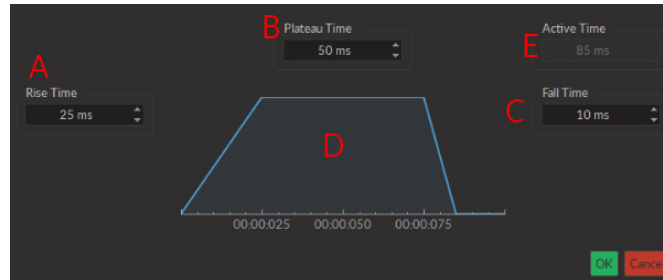 B Plateau Time
50 ms
Active Time
E 85 ms
A
Rise Time
25 ms
Fall Time
C 10 ms
D
00:00:025 00:00:050 00:00:075
OK Cance